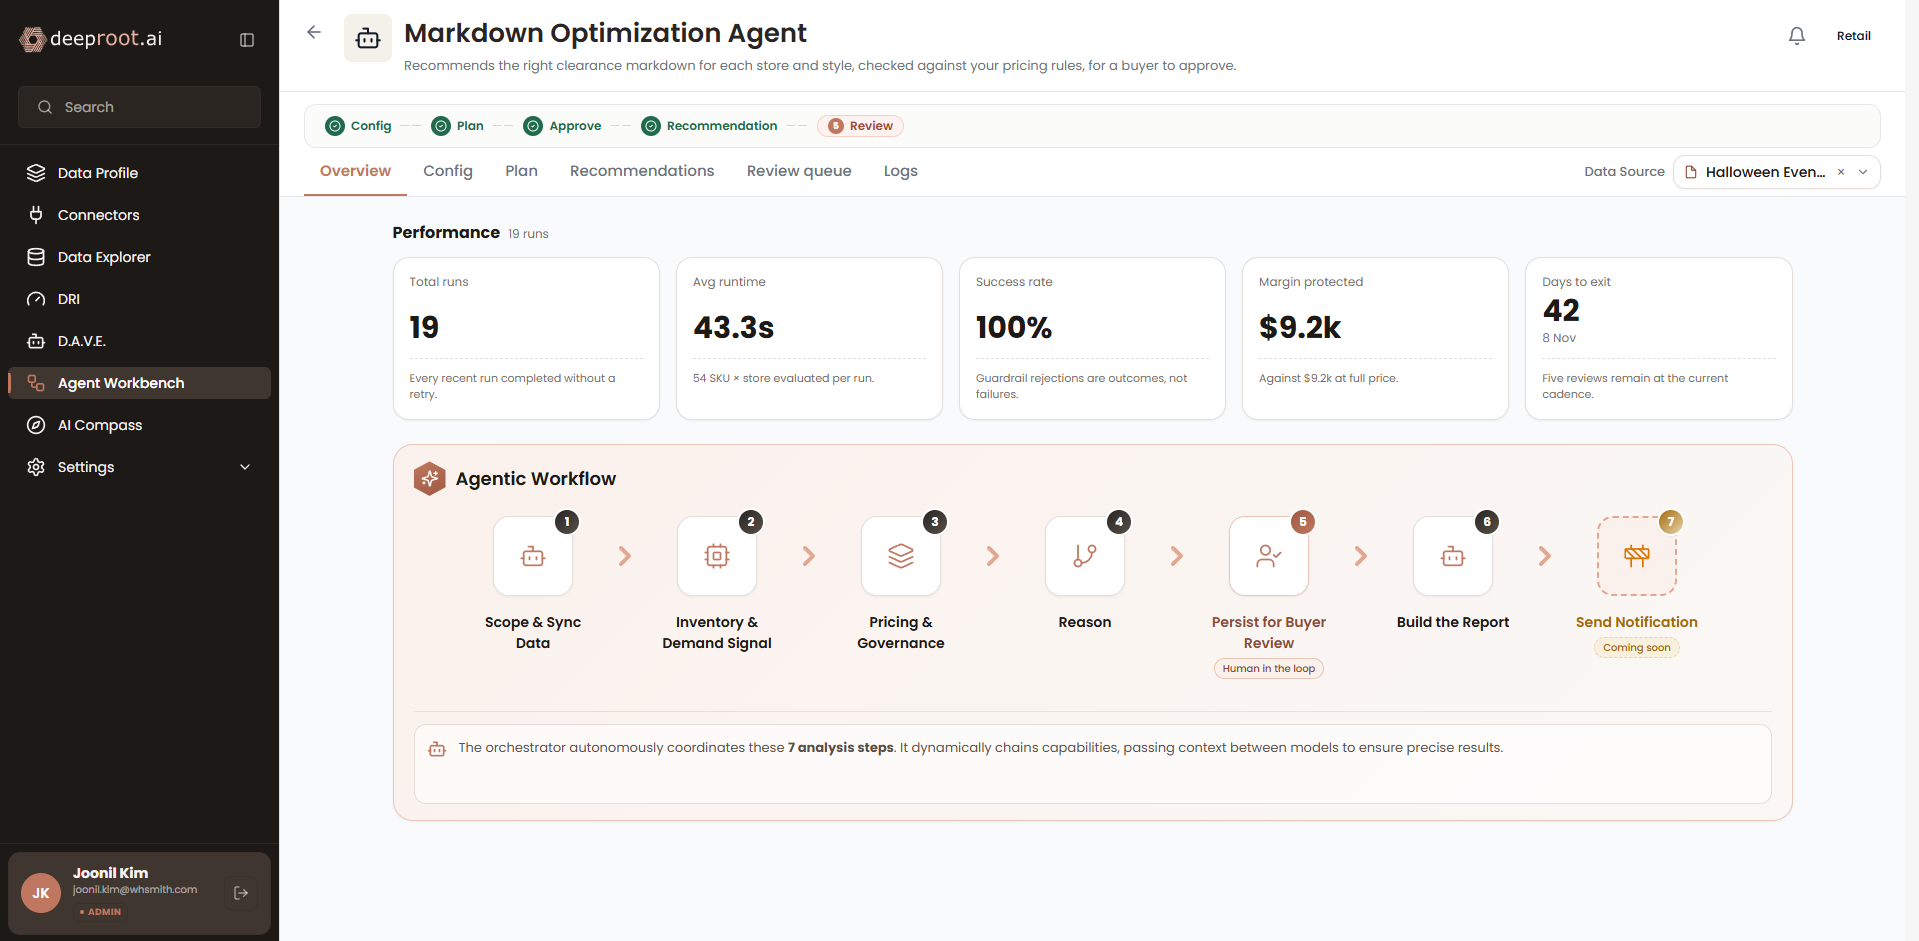 deeproot.ai
Search
Data Profile
Connectors
Data Explorer
DRI
D.A.V.E.
Agent Workbench
AI Compass
Settings
JK
Joonil Kim
joonil.kim@whsmith.com
ADMIN
Markdown Optimization Agent
Recommends the right clearance markdown for each store and style, checked against your pricing rules, for a buyer to approve.
Retail
Config
Plan
Approve
Recommendation
5 Review
Overview
Config
Plan
Recommendations
Review queue
Logs
Data Source
Halloween Even...
×
Performance 19 runs
Total runs
19
Every recent run completed without a
retry.
Avg runtime
43.3s
54 SKU × store evaluated per run.
Success rate
100%
Guardrail rejections are outcomes, not
failures.
Margin protected
$9.2k
Against $9.2k at full price.
Days to exit
42
8 Nov
Five reviews remain at the current
cadence.
Agentic Workflow
1
Scope & Sync
Data
2
Inventory &
Demand Signal
3
Pricing &
Governance
4
Reason
5
Persist for Buyer
Review
Human in the loop
6
Build the Report
7
Send Notification
Coming soon
The orchestrator autonomously coordinates these 7 analysis steps. It dynamically chains capabilities, passing context between models to ensure precise results.